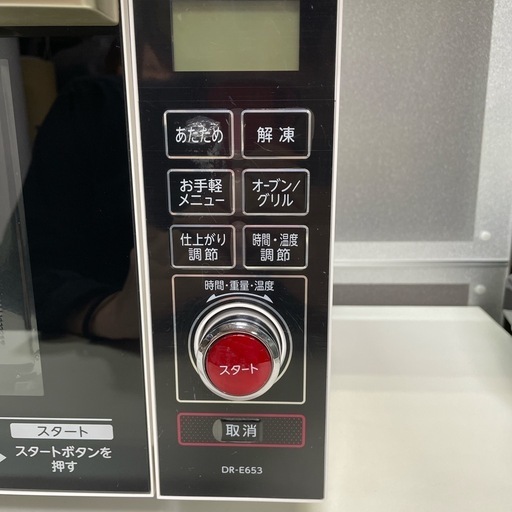 あたため
解凍
お手軽
メニュー
オーブン/
グリル
仕上がり
調節
時間・温度
調節
時間・重量・温度
スタート
取消
DR-E653
スタート
スタートボタンを
押す